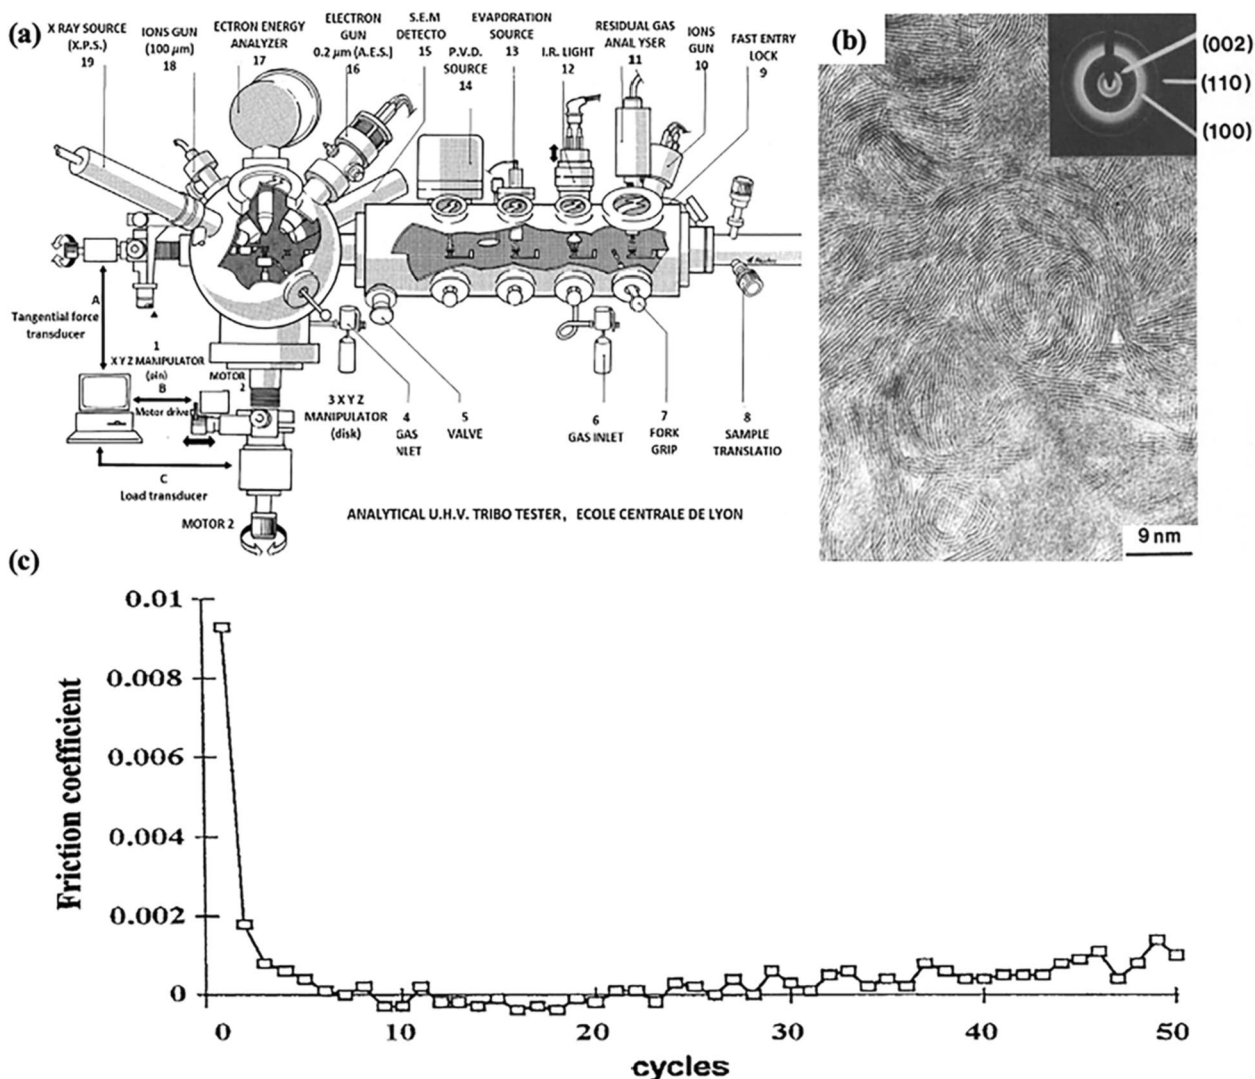 (a)
X RAY SOURCE
(X.P.S.)
19
IONS GUN
(100 µm)
18
ECTRON ENERGY
ANALYZER
17
ELECTRON
GUN
0.2 µm (A.E.S.)
16
S.E.M
DETECTO
15
P.V.D.
SOURCE
14
EVAPORATION
SOURCE
13
I.R. LIGHT
12
RESIDUAL GAS
ANALYSER
11
IONS
GUN
10
FAST ENTRY
LOCK
9
A
Tangential force
transducer
1
X Y Z MANIPULATOR
(pin)
B
Motor drive
MOTOR
2
3 X Y Z
MANIPULATOR
(disk)
4
GAS
NLET
5
VALVE
6
GAS INLET
7
FORK
GRIP
8
SAMPLE
TRANSLATIO
C
Load transducer
MOTOR 2
ANALYTICAL U.H.V. TRIBO TESTER, ECOLE CENTRALE DE LYON
(b)
(002)
(110)
(100)
9 nm
(c)
Friction coefficient
0.01
0.008
0.006
0.004
0.002
0
0 10 20 30 40 50
cycles